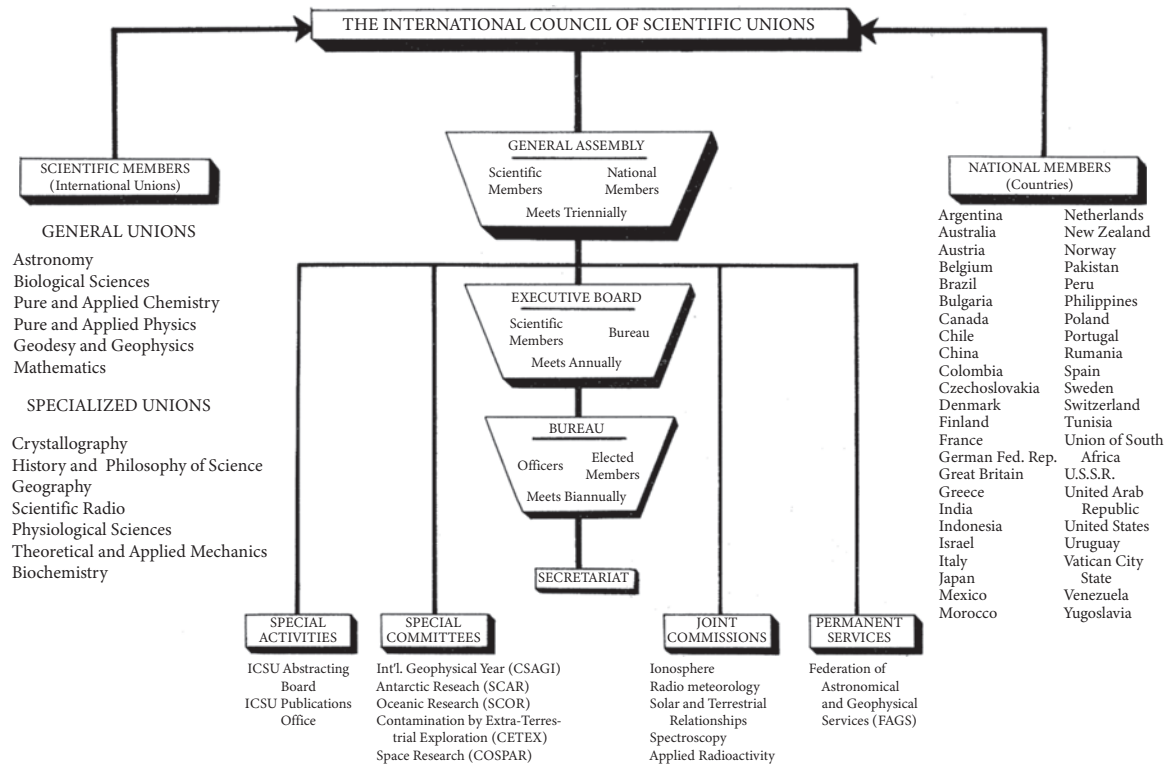 THE INTERNATIONAL COUNCIL OF SCIENTIFIC UNIONS
SCIENTIFIC MEMBERS
(International Unions)
GENERAL UNIONS
Astronomy
Biological Sciences
Pure and Applied Chemistry
Pure and Applied Physics
Geodesy and Geophysics
Mathematics
SPECIALIZED UNIONS
Crystallography
History and Philosophy of Science
Geography
Scientific Radio
Physiological Sciences
Theoretical and Applied Mechanics
Biochemistry
GENERAL ASSEMBLY
Scientific
Members
National
Members
Meets Triennially
EXECUTIVE BOARD
Scientific
Members
Bureau
Meets Annually
BUREAU
Officers
Elected
Members
Meets Biannually
SECRETARIAT
NATIONAL MEMBERS
(Countries)
Argentina
Australia
Austria
Belgium
Brazil
Bulgaria
Canada
Chile
China
Colombia
Czechoslovakia
Denmark
Finland
France
German Fed. Rep.
Great Britain
Greece
India
Indonesia
Israel
Italy
Japan
Mexico
Morocco
Netherlands
New Zealand
Norway
Pakistan
Peru
Philippines
Poland
Portugal
Rumania
Spain
Sweden
Switzerland
Tunisia
Union of South
Africa
U.S.S.R.
United Arab
Republic
United States
Uruguay
Vatican City
State
Venezuela
Yugoslavia
SPECIAL
ACTIVITIES
ICSU Abstracting
Board
ICSU Publications
Office
SPECIAL
COMMITTEES
Int'l. Geophysical Year (CSAGI)
Antarctic Reseach (SCAR)
Oceanic Research (SCOR)
Contamination by Extra-Terres-
trial Exploration (CETEX)
Space Research (COSPAR)
JOINT
COMMISSIONS
Ionosphere
Radio meteorology
Solar and Terrestrial
Relationships
Spectroscopy
Applied Radioactivity
PERMANENT
SERVICES
Federation of
Astronomical
and Geophysical
Services (FAGS)